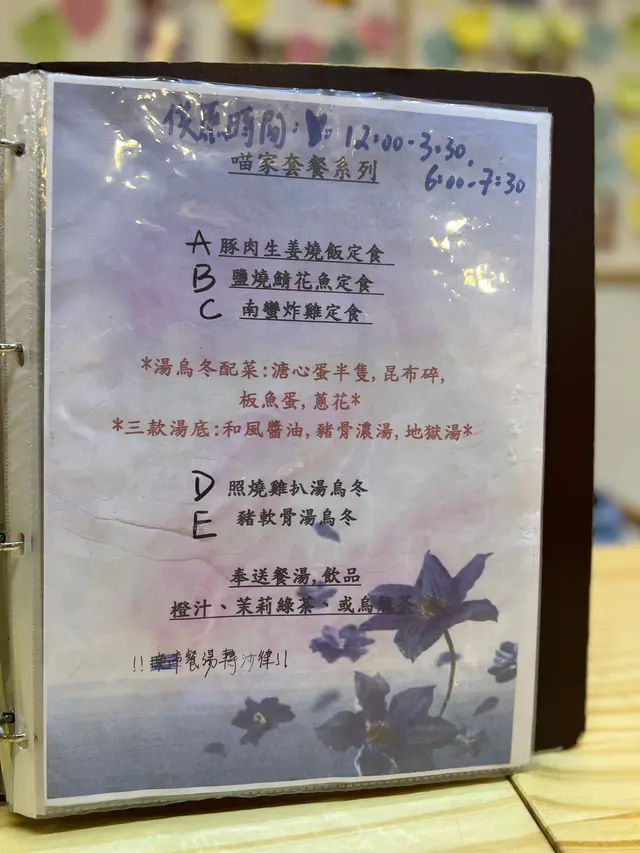 供應時間: 12:00-3:30,
6:00-7:30
喵家套餐系列
A 豚肉生姜燒飯定食
B 鹽燒鯖花魚定食
C 南蠻炸雞定食
*湯烏冬配菜:溏心蛋半隻,昆布碎,
板魚蛋,蔥花*
*三款湯底:和風醬油,豬骨濃湯,地獄湯*
D 照燒雞扒湯烏冬
E 豬軟骨湯烏冬
奉送餐湯,飲品
橙汁、茉莉綠茶、或烏龍茶
!! 餐湯轉沙律!!